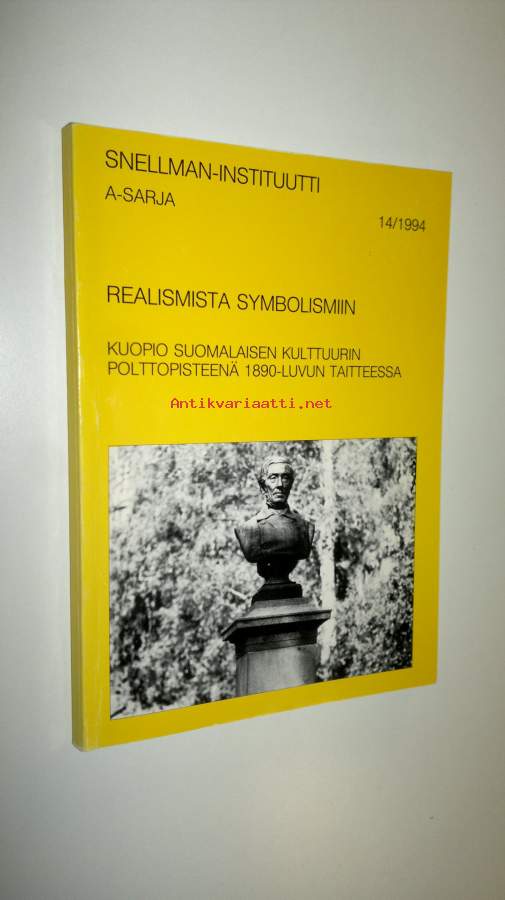 SNELLMAN-INSTITUUTTI
A-SARJA
14/1994
REALISMISTA SYMBOLISMIIN
KUOPIO SUOMALAISEN KULTTUURIN
POLTTOPISTEENÄ 1890-LUVUN TAITTEESSA
Antikvariaatti.net